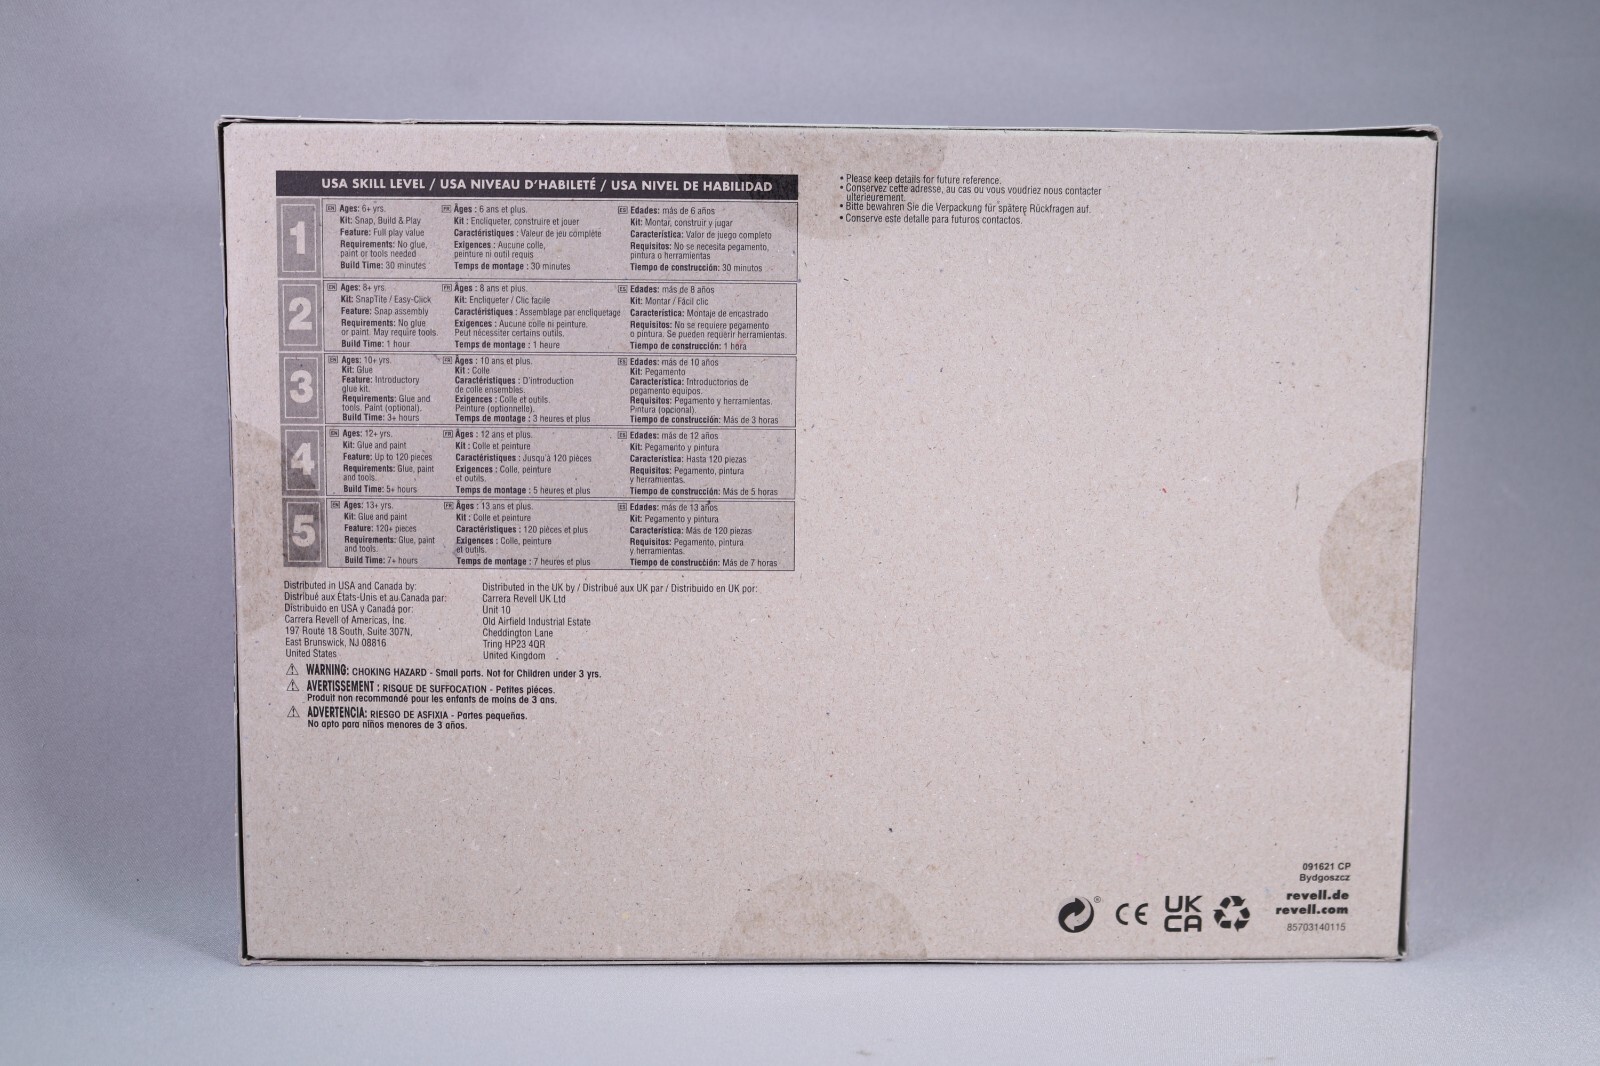 USA SKILL LEVEL / USA NIVEAU D'HABILETÉ / USA NIVEL DE HABILIDAD
1
EN Ages: 6+ yrs.
Kit: Snap, Build & Play
Feature: Full play value
Requirements: No glue,
paint or tools needed
Build Time: 30 minutes
FR Âges : 6 ans et plus.
Kit : Encliqueter, construire et jouer
Caractéristiques : Valeur de jeu complète
Exigences : Aucune colle,
peinture ni outil requis
Temps de montage : 30 minutes
ES Edades: más de 6 años
Kit: Montar, construir y jugar
Característica: Valor de juego completo
Requisitos: No se necesita pegamento,
pintura o herramientas
Tiempo de construcción: 30 minutos
2
EN Ages: 8+ yrs.
Kit: SnapTite / Easy-Click
Feature: Snap assembly
Requirements: No glue
or paint. May require tools.
Build Time: 1 hour
FR Âges : 8 ans et plus.
Kit : Encliqueter / Clic facile
Caractéristiques : Assemblage par encliquetage
Exigences : Aucune colle ni peinture.
Peut nécessiter certains outils.
Temps de montage : 1 heure
ES Edades: más de 8 años
Kit: Montar / Fácil clic
Característica: Montaje de encastrado
Requisitos: No se requiere pegamento
o pintura. Se pueden requerir herramientas.
Tiempo de construcción: 1 hora
3
EN Ages: 10+ yrs.
Kit: Glue
Feature: Introductory
glue kit.
Requirements: Glue and
tools. Paint (optional).
Build Time: 3+ hours
FR Âges : 10 ans et plus.
Kit : Colle
Caractéristiques : D'introduction
de colle ensembles.
Exigences : Colle et outils.
Peinture (optionnelle).
Temps de montage : 3 heures et plus
ES Edades: más de 10 años
Kit: Pegamento
Característica: Introductorios de
pegamento equipos.
Requisitos: Pegamento y herramientas.
Pintura (opcional).
Tiempo de construcción: Más de 3 horas
4
EN Ages: 12+ yrs.
Kit: Glue and paint
Feature: Up to 120 pieces
Requirements: Glue, paint
and tools.
Build Time: 5+ hours
FR Âges : 12 ans et plus.
Kit : Colle et peinture
Caractéristiques : Jusqu'à 120 pièces
Exigences : Colle, peinture
et outils.
Temps de montage : 5 heures et plus
ES Edades: más de 12 años
Kit: Pegamento y pintura
Característica: Hasta 120 piezas
Requisitos: Pegamento, pintura
y herramientas.
Tiempo de construcción: Más de 5 horas
5
EN Ages: 13+ yrs.
Kit: Glue and paint
Feature: 120+ pieces
Requirements: Glue, paint
and tools.
Build Time: 7+ hours
FR Âges : 13 ans et plus.
Kit : Colle et peinture
Caractéristiques : 120 pièces et plus
Exigences : Colle, peinture
et outils.
Temps de montage : 7 heures et plus
ES Edades: más de 13 años
Kit: Pegamento y pintura
Característica: Más de 120 piezas
Requisitos: Pegamento, pintura
y herramientas.
Tiempo de construcción: Más de 7 horas
Distributed in USA and Canada by:
Distribué aux États-Unis et au Canada par:
Distribuido en USA y Canadá por:
Carrera Revell of Americas, Inc.
197 Route 18 South, Suite 307N,
East Brunswick, NJ 08816
United States
Distributed in the UK by / Distribué aux UK par / Distribuido en UK por:
Carrera Revell UK Ltd
Unit 10
Old Airfield Industrial Estate
Cheddington Lane
Tring HP23 4QR
United Kingdom
WARNING: CHOKING HAZARD - Small parts. Not for Children under 3 yrs.
AVERTISSEMENT : RISQUE DE SUFFOCATION - Petites pièces.
Produit non recommandé pour les enfants de moins de 3 ans.
ADVERTENCIA: RIESGO DE ASFIXIA - Partes pequeñas.
No apto para niños menores de 3 años.
• Please keep details for future reference.
• Conservez cette adresse, au cas ou vous voudriez nous contacter
ultérieurement.
• Bitte bewahren Sie die Verpackung für spätere Rückfragen auf.
• Conserve este detalle para futuros contactos.
091621 CP
Bydgoszcz
revell.de
revell.com
85703140115
®
CE
UK
CA